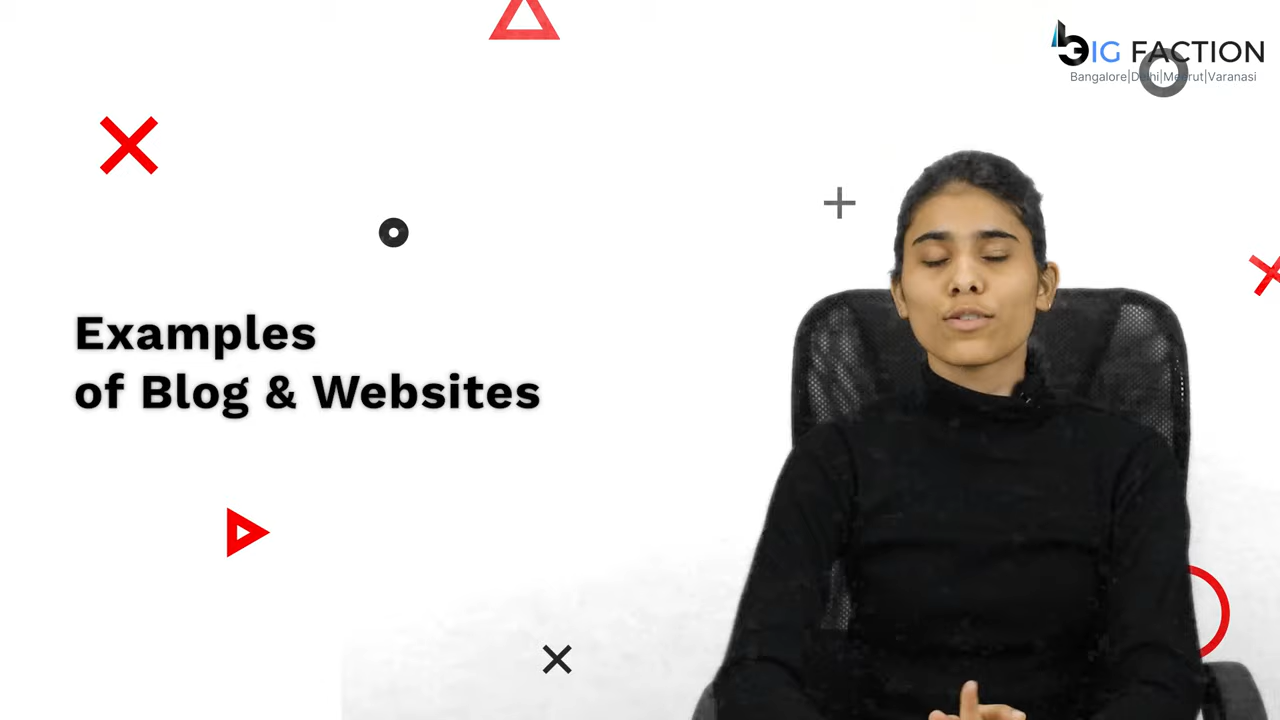 BIG FACTION
Bangalore|Delhi|Meerut|Varanasi
Examples
of Blog & Websites